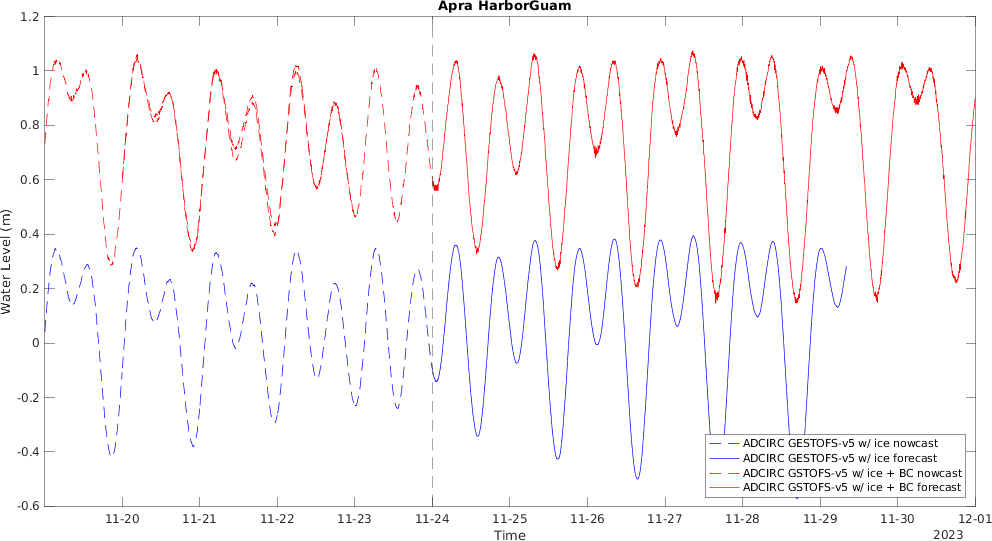 Apra HarborGuam
1.2
1
0.8
0.6
0.4
0.2
0
-0.2
-0.4
-0.6
Water Level (m)
ADCIRC GESTOFS-v5 w/ ice nowcast
ADCIRC GESTOFS-v5 w/ ice forecast
ADCIRC GSTOFS-v5 w/ ice + BC nowcast
ADCIRC GSTOFS-v5 w/ ice + BC forecast
11-20 11-21 11-22 11-23 11-24 11-25 11-26 11-27 11-28 11-29 11-30 12-01
Time
2023